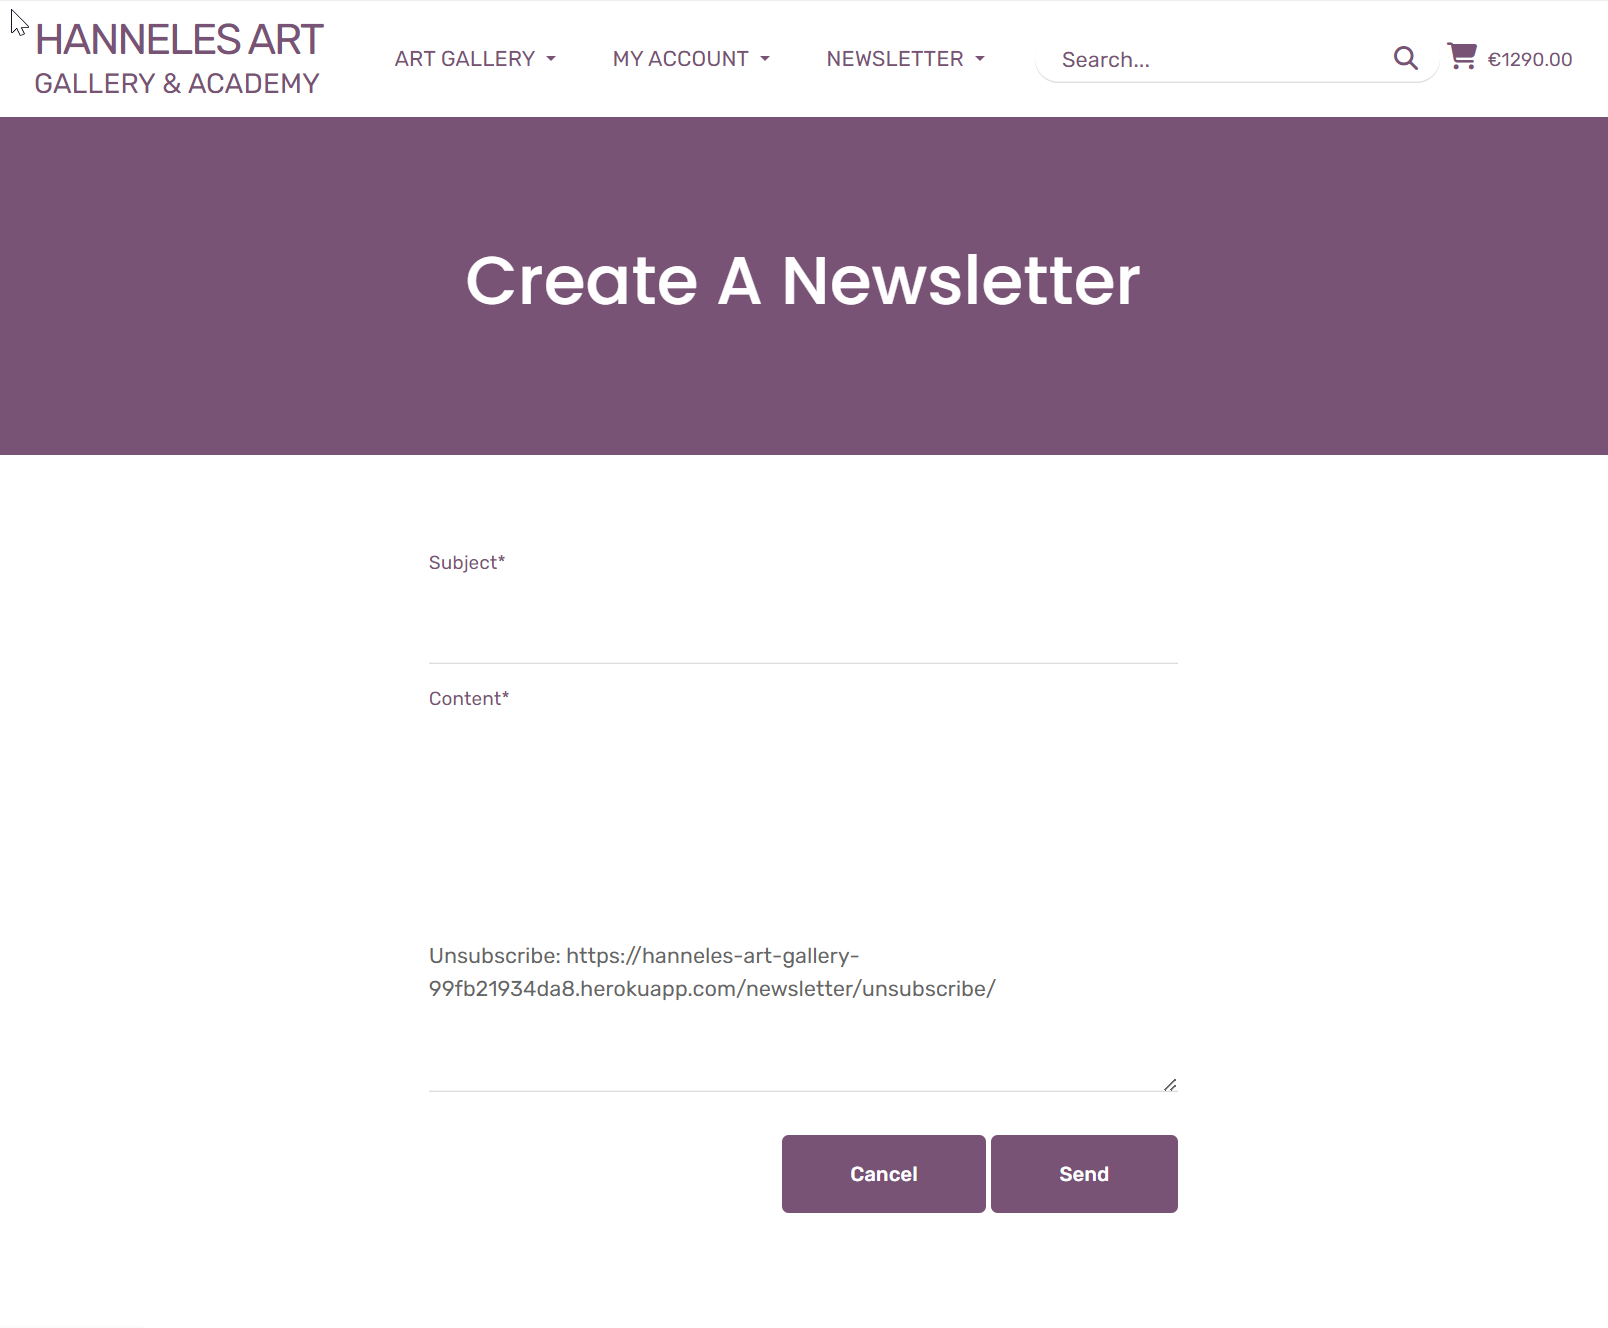 HANNELES ART
GALLERY & ACADEMY
ART GALLERY
MY ACCOUNT
NEWSLETTER
Search...
€1290.00
Create A Newsletter
Subject*
Content*
Unsubscribe: https://hanneles-art-gallery-
99fb21934da8.herokuapp.com/newsletter/unsubscribe/
Cancel
Send